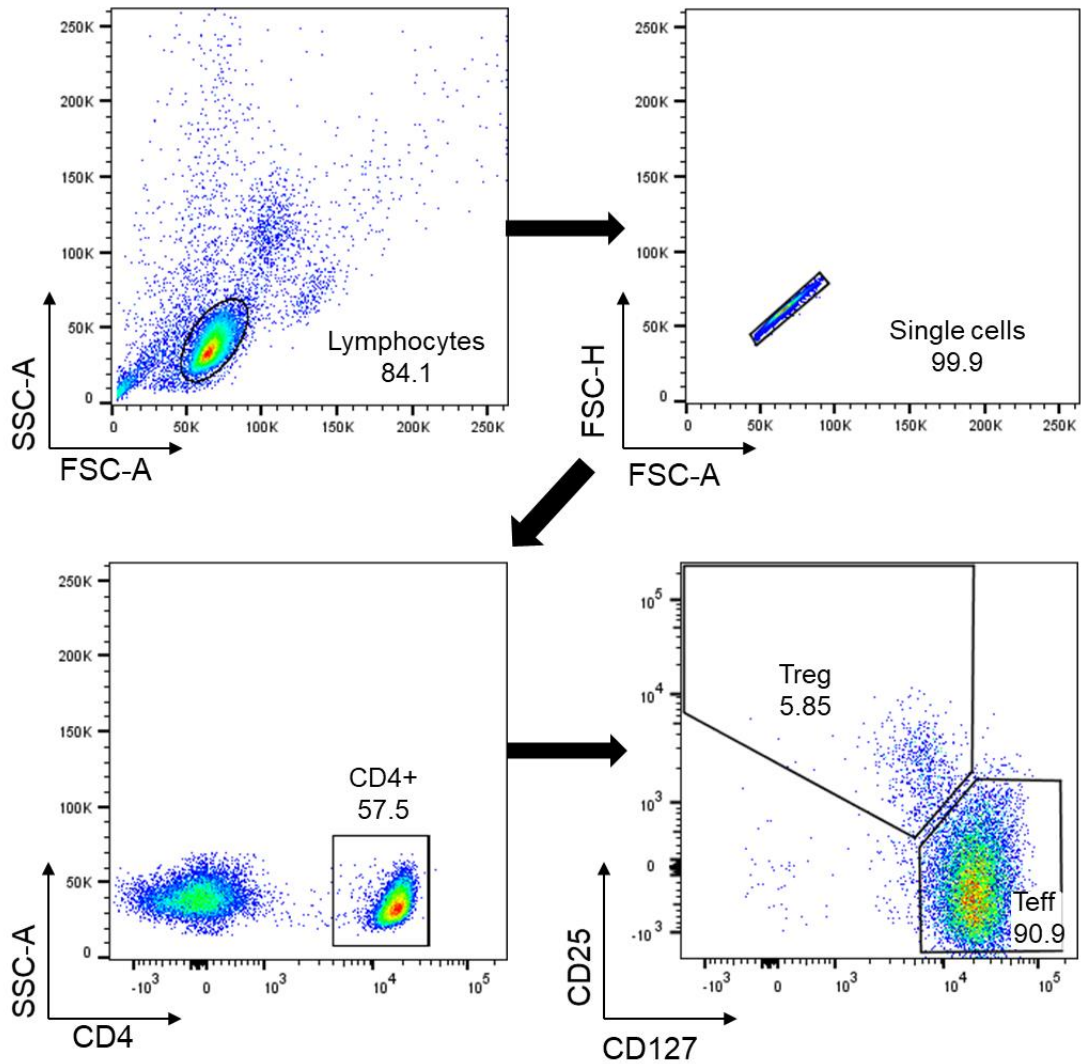 250K
200K
150K
100K
50K
0
SSC-A
Lymphocytes
84.1
0 50K 100K 150K 200K 250K
FSC-A
250K
200K
150K
100K
50K
0
FSC-H
Single cells
99.9
0 50K 100K 150K 200K 250K
FSC-A
250K
200K
150K
100K
50K
0
SSC-A
CD4+
57.5
-10³ 0 10³ 10⁴ 10⁵
CD4
10⁵
10⁴
10³
0
-10³
CD25
Treg
5.85
Teff
90.9
-10³ 0 10³ 10⁴ 10⁵
CD127